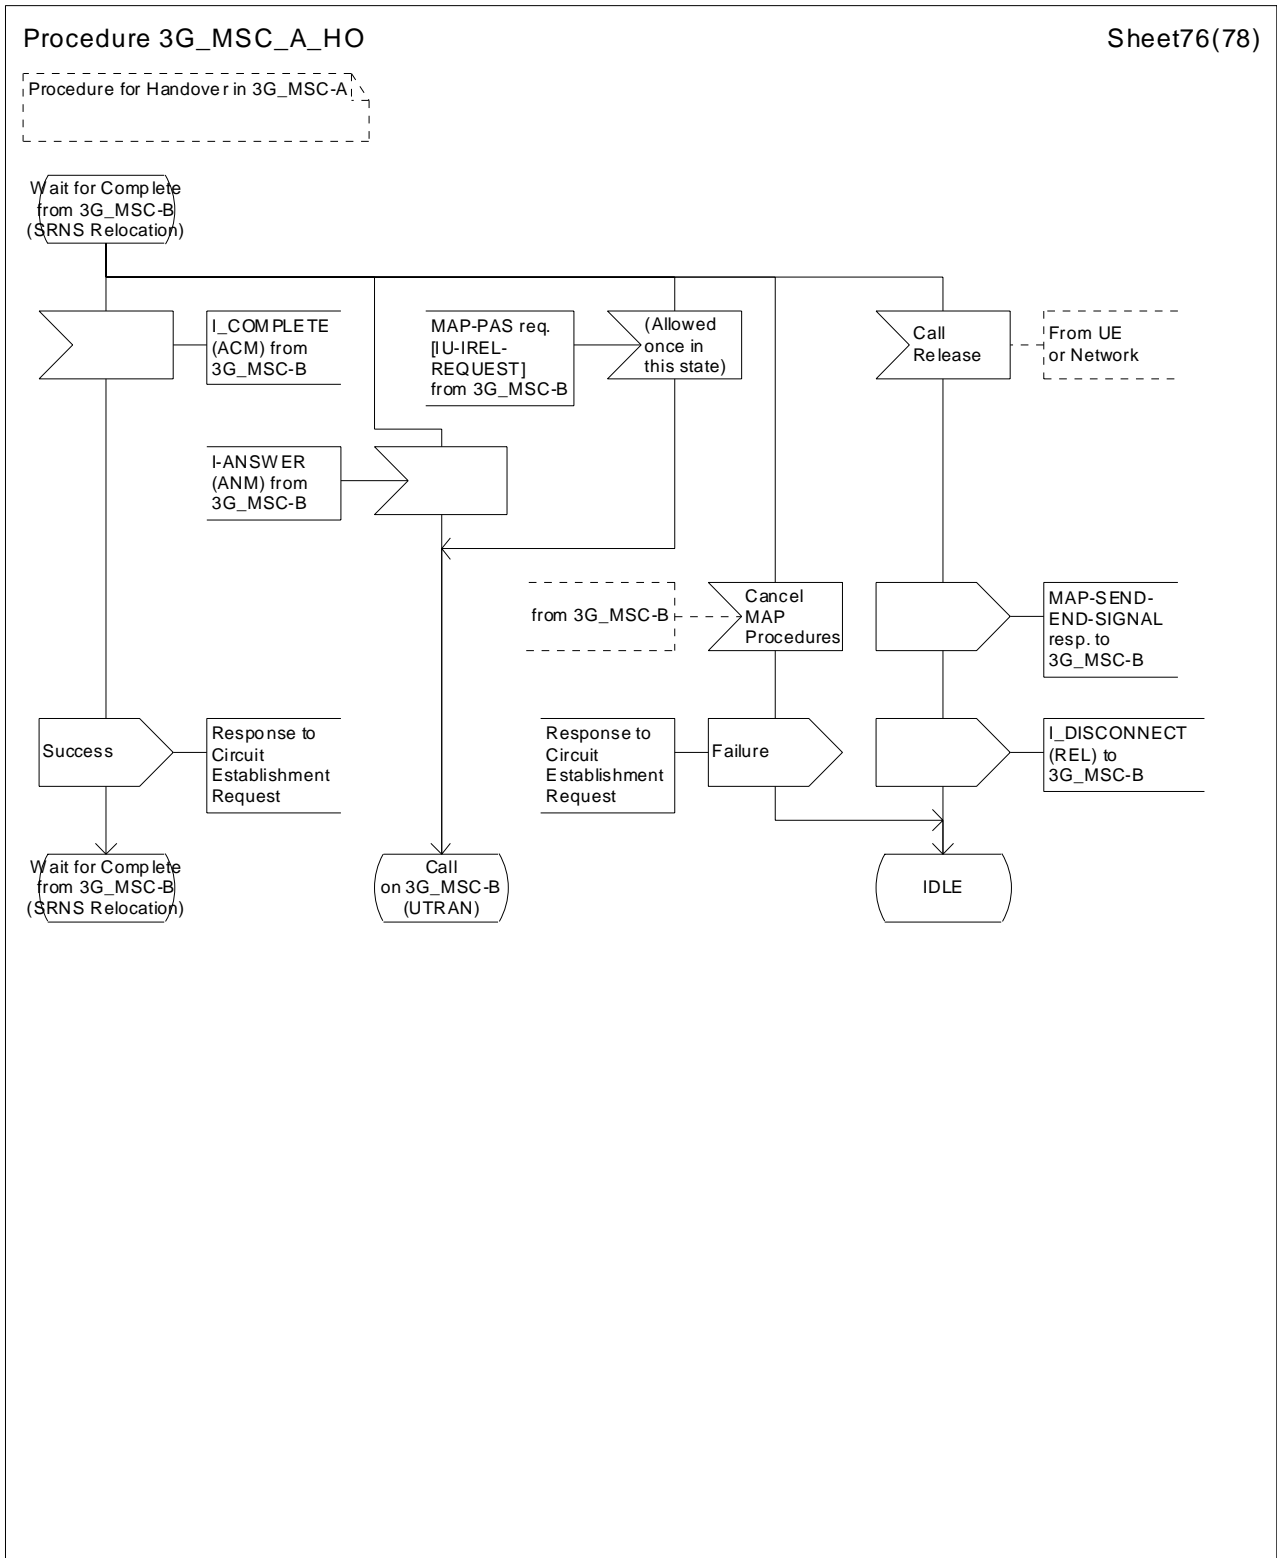 Procedure 3G_MSC_A_HO
Sheet76(78)
Procedure for Handover in 3G_MSC-A
Wait for Complete
from 3G_MSC-B
(SRNS Relocation)
I_COMPLETE
(ACM) from
3G_MSC-B
MAP-PAS req.
[IU-IREL-
REQUEST]
from 3G_MSC-B
(Allowed
once in
this state)
Call
Release
From UE
or Network
I-ANSWER
(ANM) from
3G_MSC-B
from 3G_MSC-B
Cancel
MAP
Procedures
MAP-SEND-
END-SIGNAL
resp. to
3G_MSC-B
Success
Response to
Circuit
Establishment
Request
Response to
Circuit
Establishment
Request
Failure
I_DISCONNECT
(REL) to
3G_MSC-B
Wait for Complete
from 3G_MSC-B
(SRNS Relocation)
Call
on 3G_MSC-B
(UTRAN)
IDLE